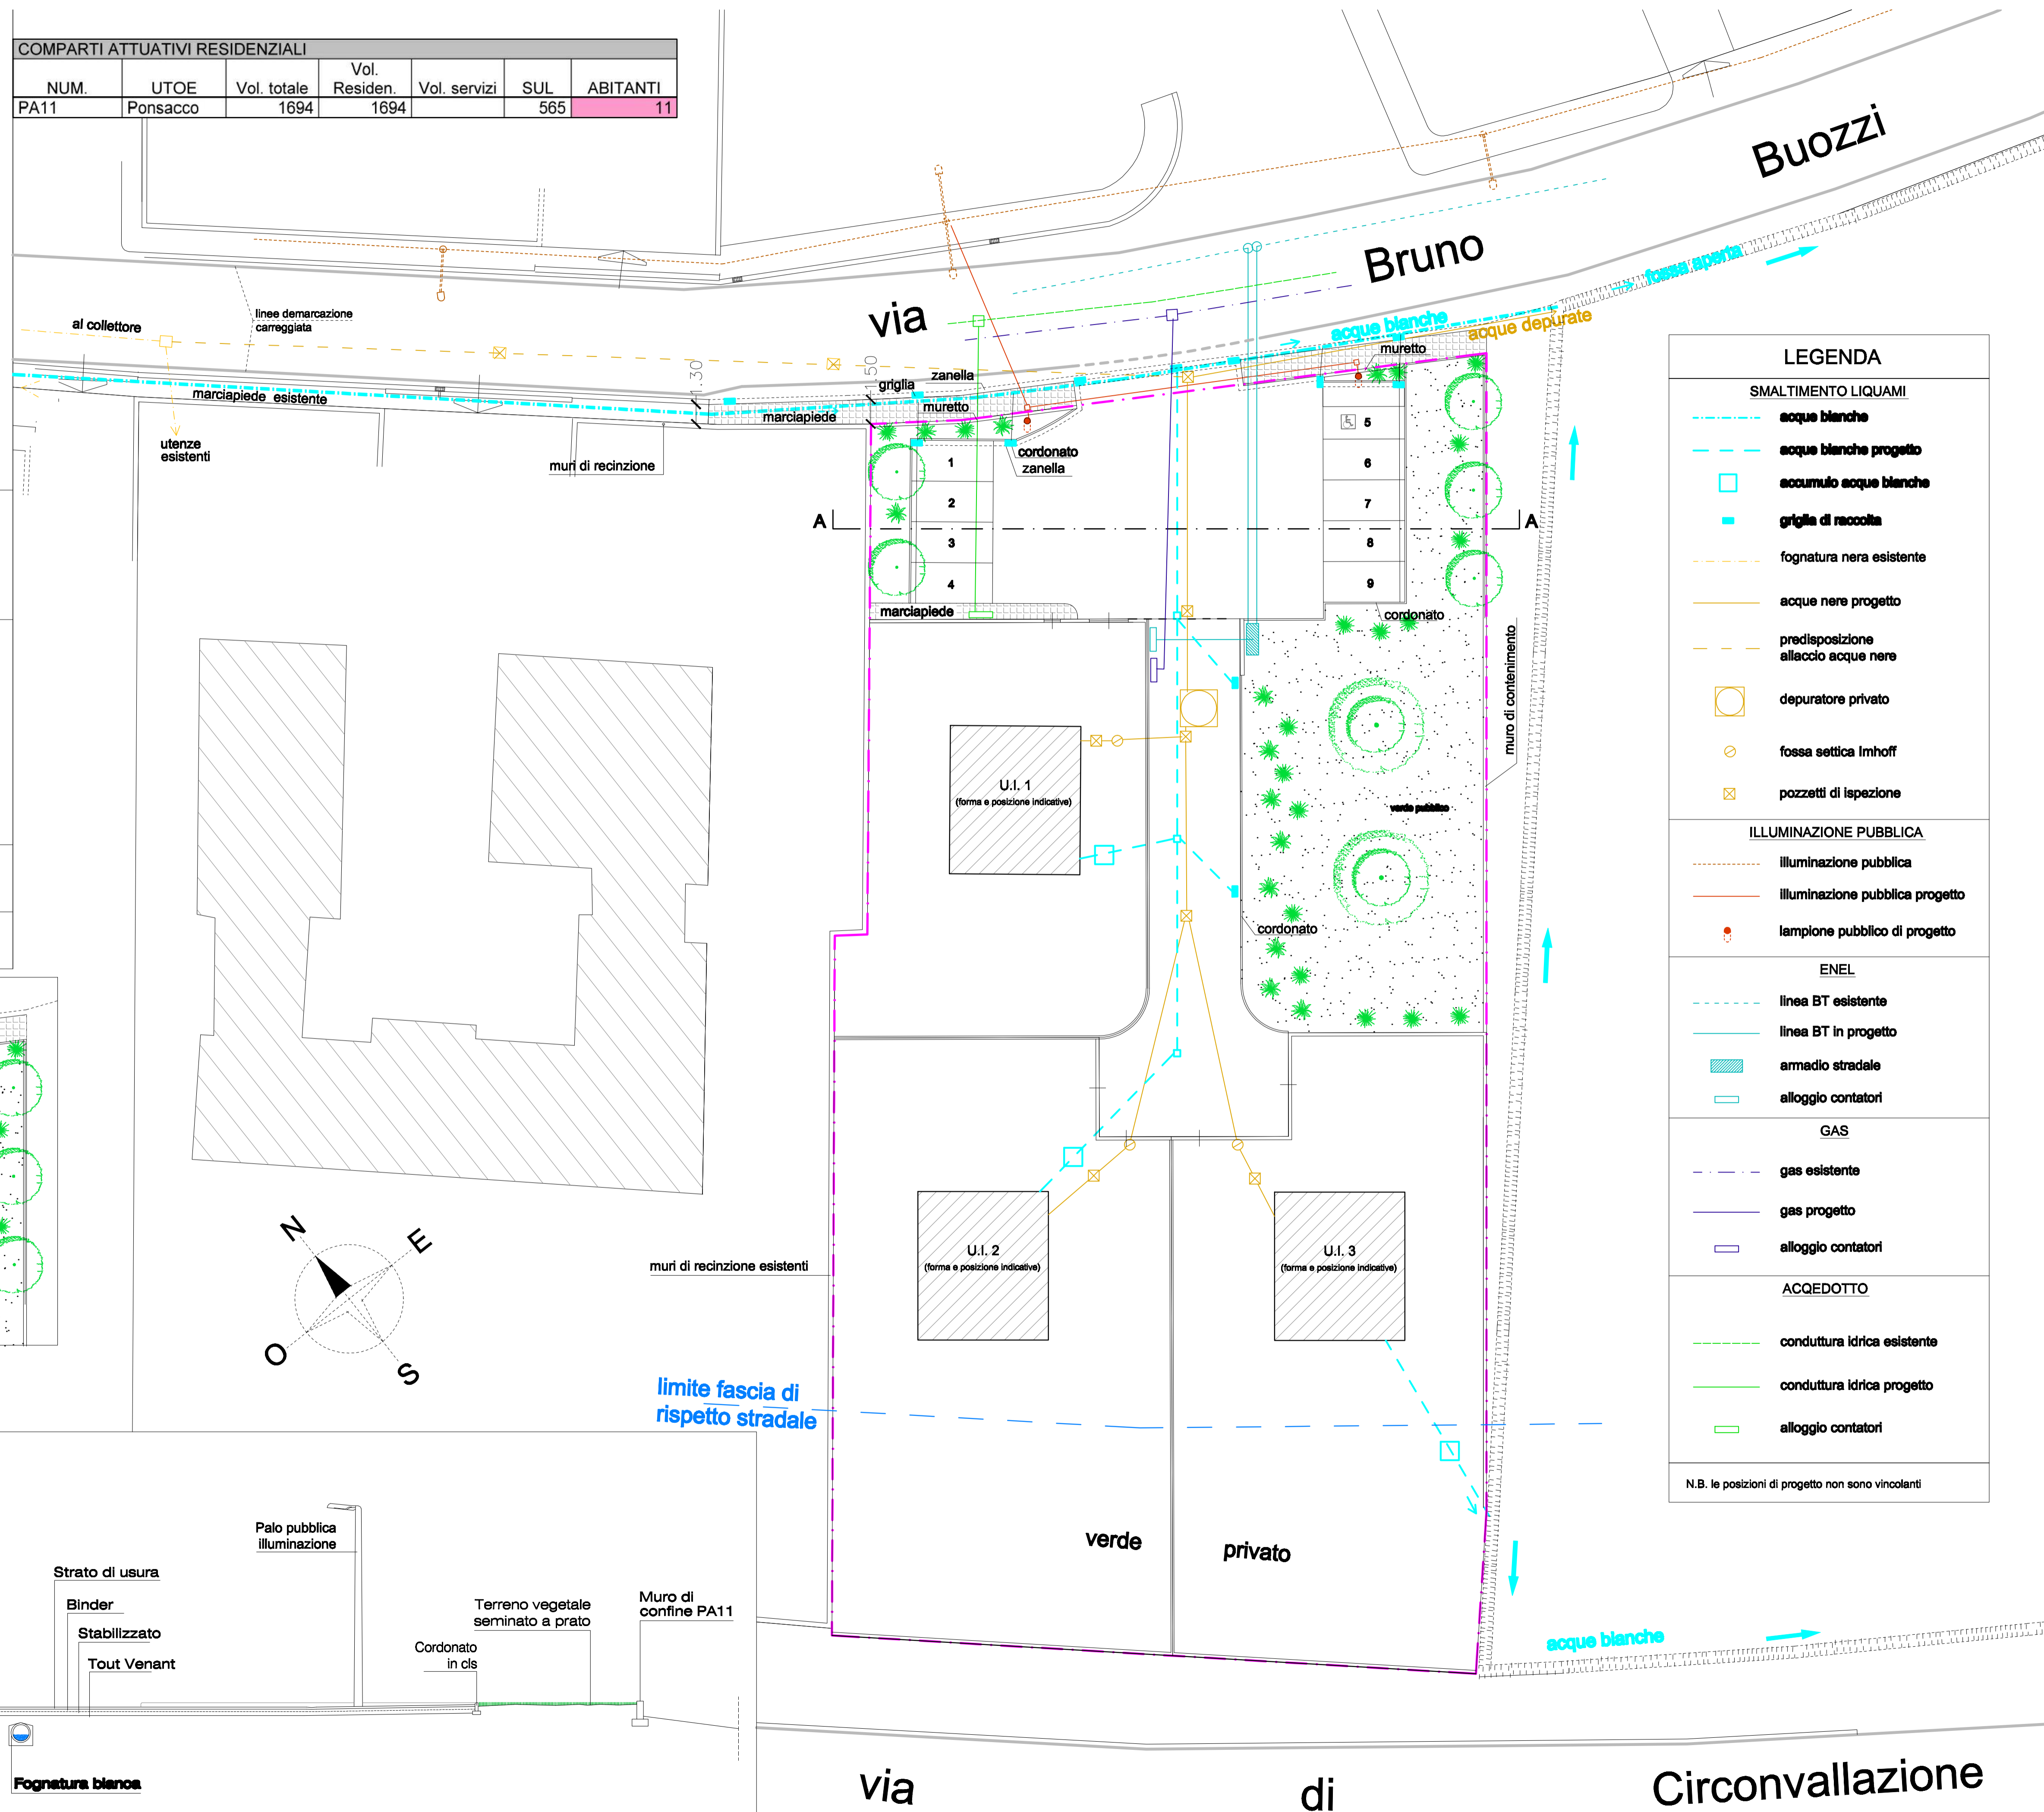 COMPARTI ATTUATIVI RESIDENZIALI
NUM. UTOE Vol. totale Vol. Residen. Vol. servizi SUL ABITANTI
PA11 Ponsacco 1694 1694 565 11
via Bruno Buozzi
linee demarcazione
carreggiata
al collettore
marciapiede esistente
utenze
esistenti
muri di recinzione
1.30
1.50
marciapiede
griglia
zanella
muretto
cordonato
zanella
acque bianche
acque depurate
fossa aperta
muretto
1
2
3
4
5
6
7
8
9
A
A
marciapiede
cordonato
muro di contenimento
U.I. 1
(forma e posizione indicative)
verde pubblico
cordonato
U.I. 2
(forma e posizione indicative)
U.I. 3
(forma e posizione indicative)
muri di recinzione esistenti
N
E
O
S
limite fascia di
rispetto stradale
verde privato
acque bianche
via di Circonvallazione
Palo pubblica
illuminazione
Strato di usura
Binder
Stabilizzato
Tout Venant
Cordonato
in cls
Terreno vegetale
seminato a prato
Muro di
confine PA11
Fognatura bianca
LEGENDA
SMALTIMENTO LIQUAMI
acque bianche
acque bianche progetto
accumulo acque bianche
griglia di raccolta
fognatura nera esistente
acque nere progetto
predisposizione
allaccio acque nere
depuratore privato
fossa settica Imhoff
pozzetti di ispezione
ILLUMINAZIONE PUBBLICA
illuminazione pubblica
illuminazione pubblica progetto
lampione pubblico di progetto
ENEL
linea BT esistente
linea BT in progetto
armadio stradale
alloggio contatori
GAS
gas esistente
gas progetto
alloggio contatori
ACQEDOTTO
conduttura idrica esistente
conduttura idrica progetto
alloggio contatori
N.B. le posizioni di progetto non sono vincolanti